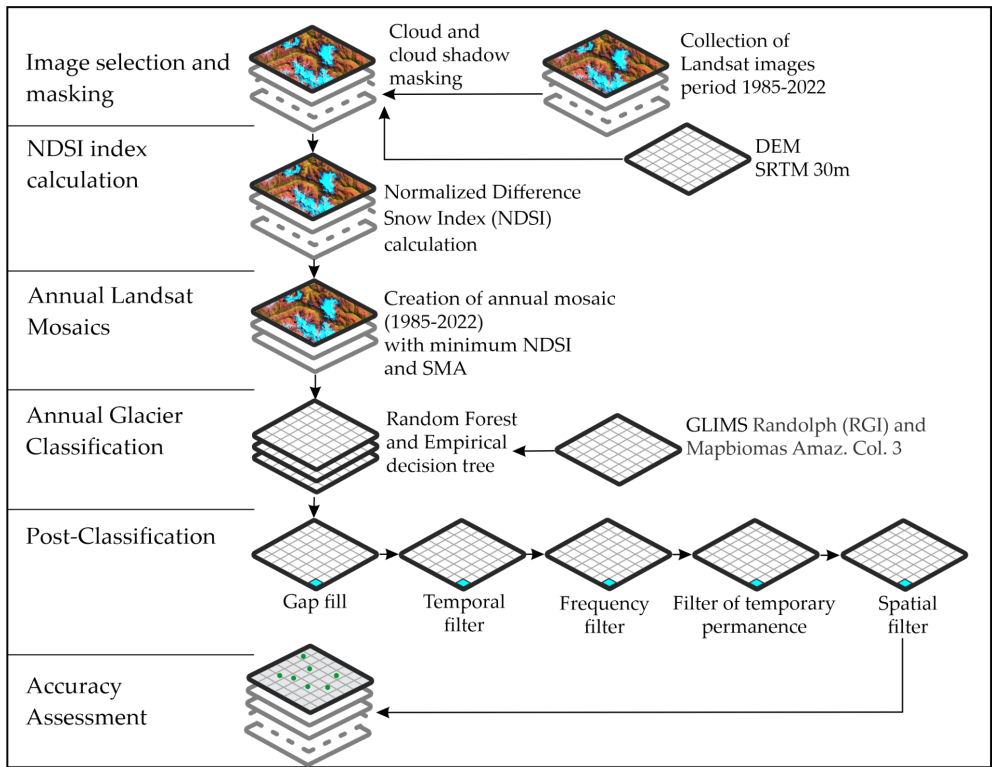 Image selection and
masking
Cloud and
cloud shadow
masking
Collection of
Landsat images
period 1985-2022
DEM
SRTM 30m
NDSI index
calculation
Normalized Difference
Snow Index (NDSI)
calculation
Annual Landsat
Mosaics
Creation of annual mosaic
(1985-2022)
with minimum NDSI
and SMA
Annual Glacier
Classification
Random Forest
and Empirical
decision tree
GLIMS Randolph (RGI) and
Mapbiomas Amaz. Col. 3
Post-Classification
Gap fill
Temporal
filter
Frequency
filter
Filter of temporary
permanence
Spatial
filter
Accuracy
Assessment